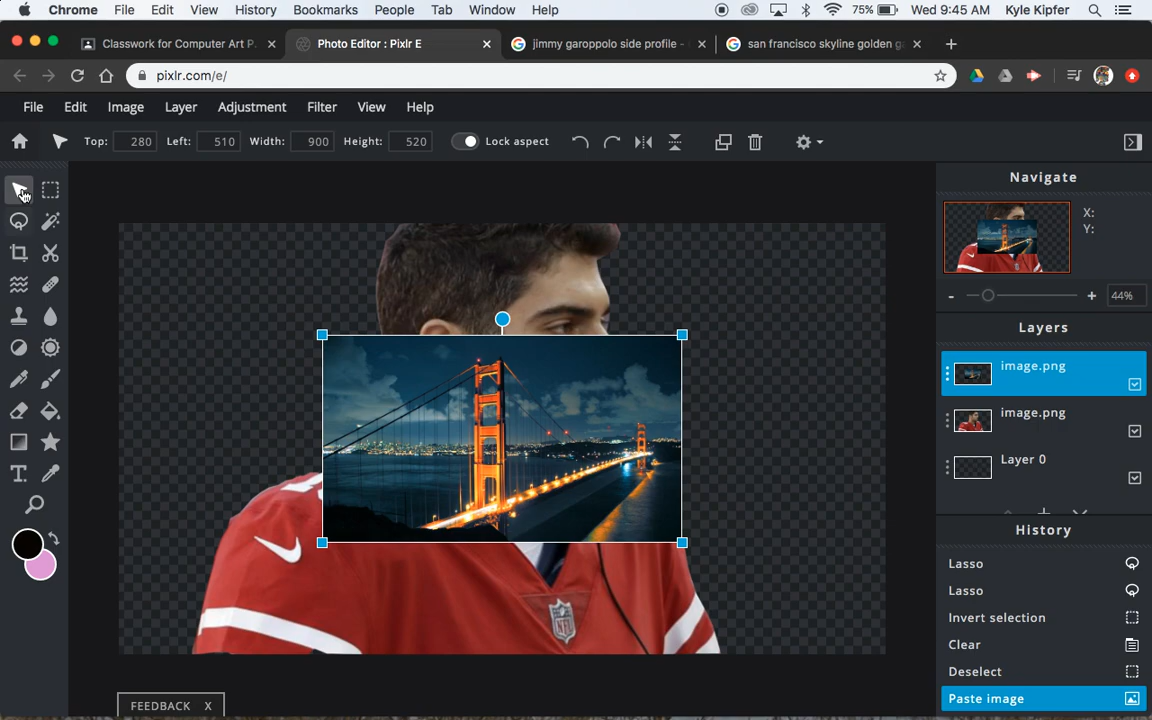 Chrome File Edit View History Bookmarks People Tab Window Help 75% Wed 9:45 AM Kyle Kipfer
Classwork for Computer Art P. Photo Editor : Pixlr E jimmy garoppolo side profile - san francisco skyline golden g
pixlr.com/e/
File Edit Image Layer Adjustment Filter View Help
Top: 280 Left: 510 Width: 900 Height: 520 Lock aspect
Navigate
X:
Y:
44%
Layers
image.png
image.png
Layer 0
History
Lasso
Lasso
Invert selection
Clear
Deselect
Paste image
NFL
FEEDBACK X